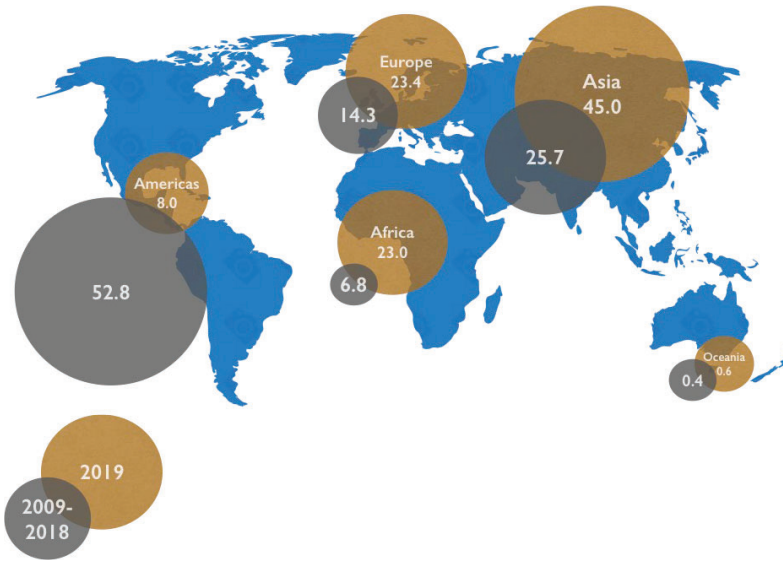 Europe
23.4
14.3
Asia
45.0
25.7
Americas
8.0
52.8
Africa
23.0
6.8
Oceania
0.6
0.4
2019
2009-
2018